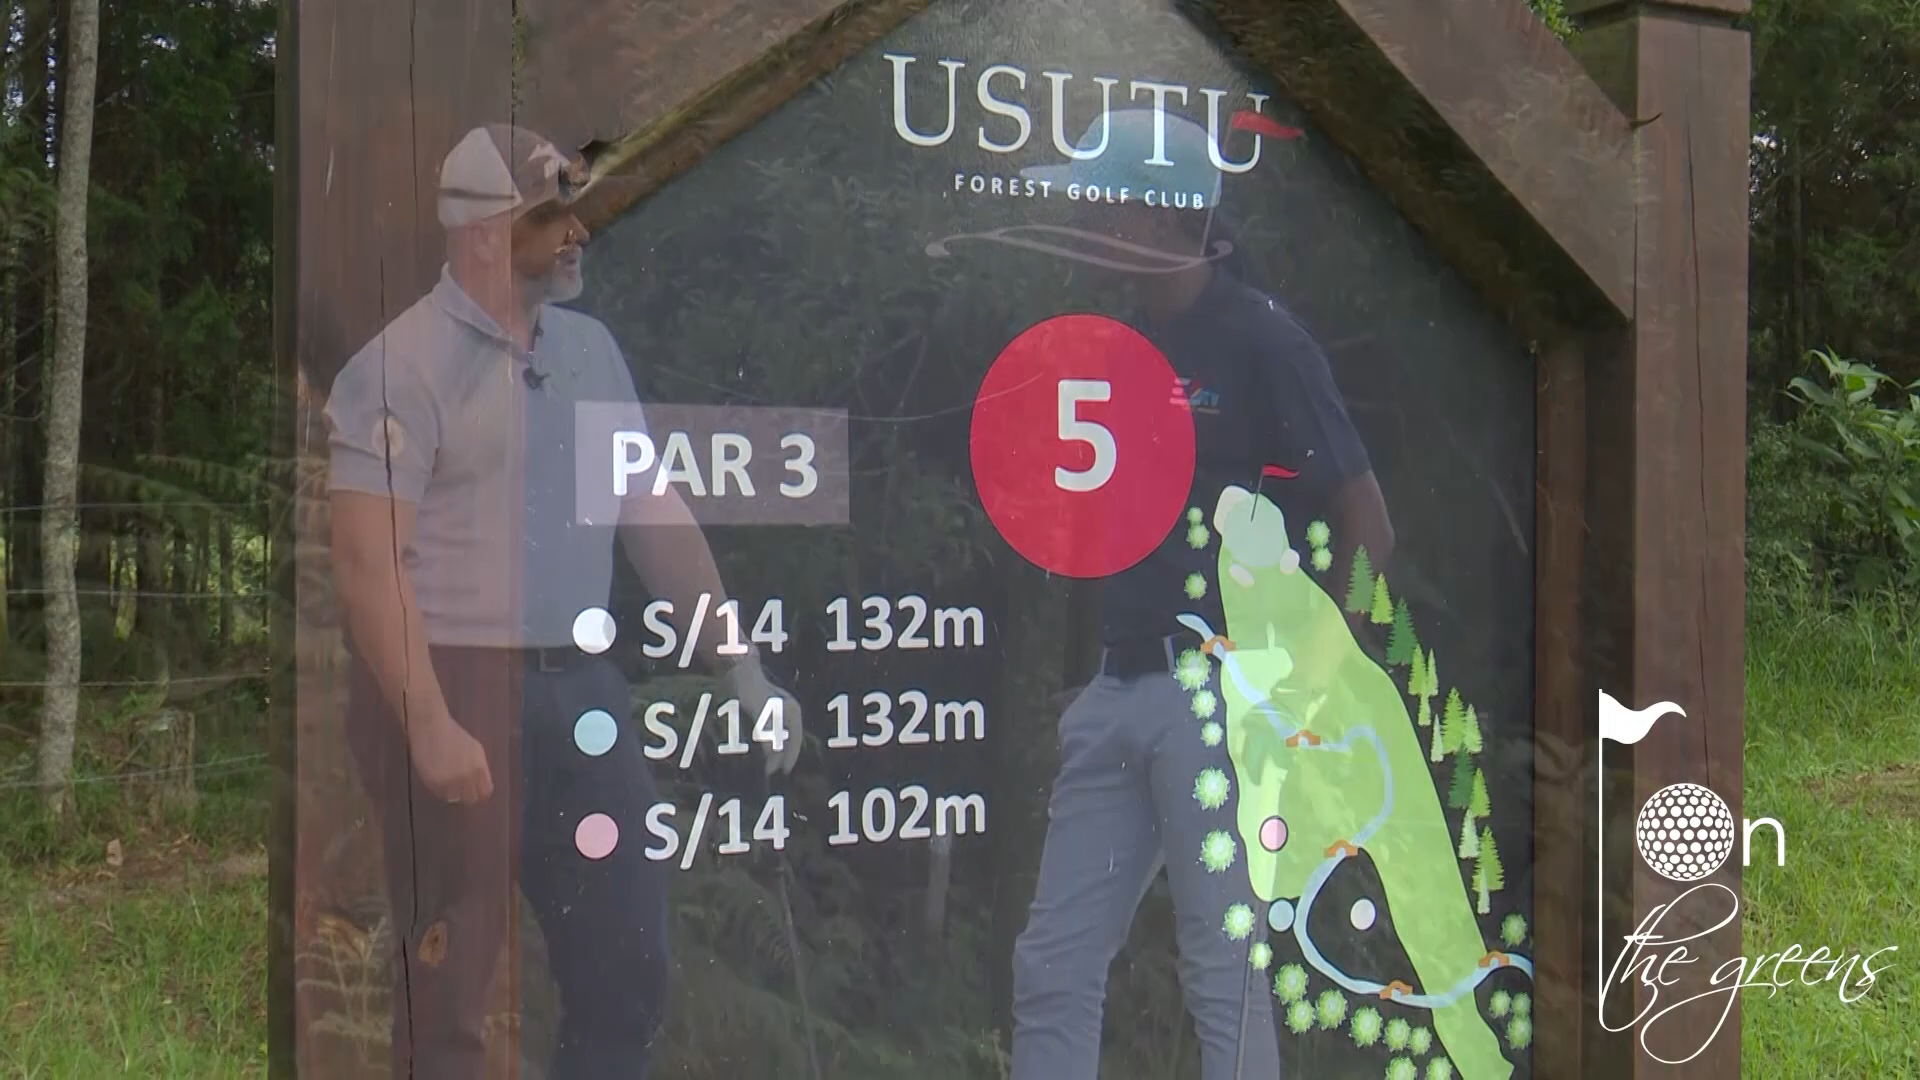 USUTU
FOREST GOLF CLUB
5
PAR 3
S/14 132m
S/14 132m
S/14 102m
On
the greens